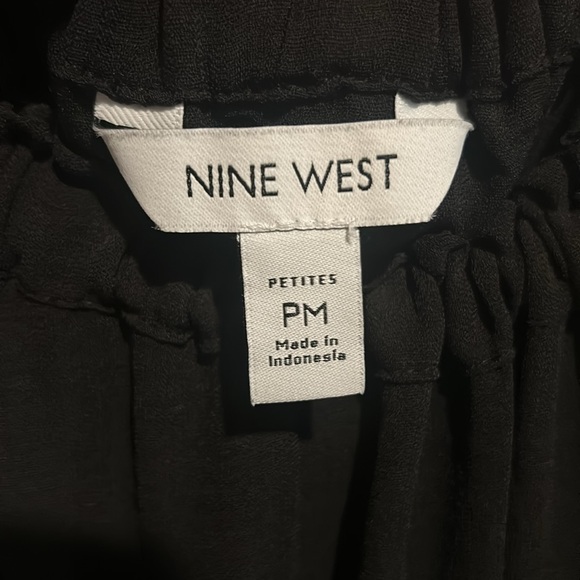 NINE WEST
PETITES
PM
Made in
Indonesia